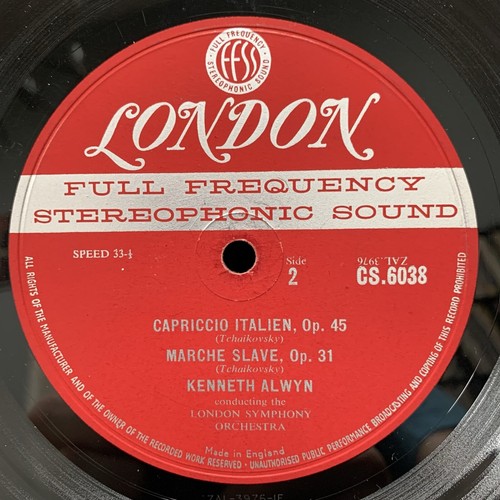 · FULL FREQUENCY ·
FFSS
STEREOPHONIC SOUND
LONDON
FULL FREQUENCY
STEREOPHONIC SOUND
SPEED 33-⅓
Side
2
ZAL.3976
CS.6038
CAPRICCIO ITALIEN, Op. 45
(Tchaikovsky)
MARCHE SLAVE, Op. 31
(Tchaikovsky)
KENNETH ALWYN
conducting the
LONDON SYMPHONY
ORCHESTRA
Made in England
ALL RIGHTS OF THE MANUFACTURER AND OF THE OWNER OF THE RECORDED WORK RESERVED - UNAUTHORISED PUBLIC PERFORMANCE BROADCASTING AND COPYING OF THIS RECORD PROHIBITED